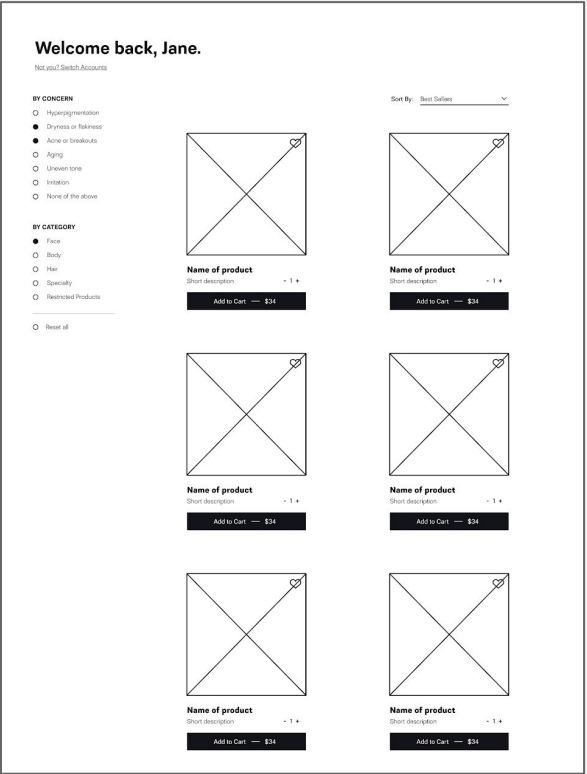 Welcome back, Jane.
Not you? Switch Accounts
BY CONCERN
Hyperpigmentation
Dryness or flakiness
Acne or breakouts
Aging
Uneven tone
Irritation
None of the above
BY CATEGORY
Face
Body
Hair
Specialty
Restricted Products
Reset all
Sort By: Best Sellers
Name of product
Short description - 1 +
Add to Cart — $34
Name of product
Short description - 1 +
Add to Cart — $34
Name of product
Short description - 1 +
Add to Cart — $34
Name of product
Short description - 1 +
Add to Cart — $34
Name of product
Short description - 1 +
Add to Cart — $34
Name of product
Short description - 1 +
Add to Cart — $34